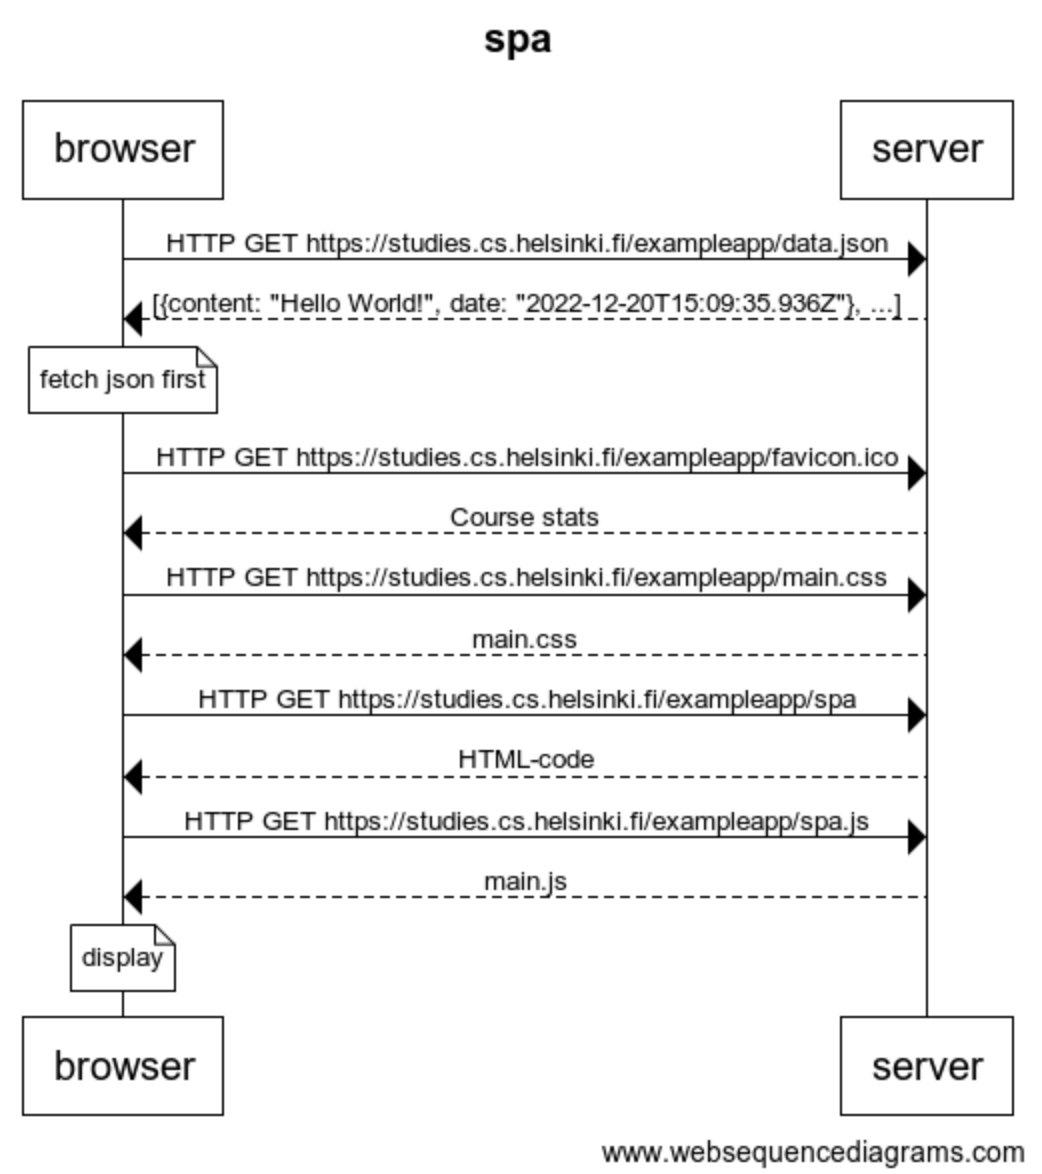 spa
browser
server
HTTP GET https://studies.cs.helsinki.fi/exampleapp/data.json
[{content: "Hello World!", date: "2022-12-20T15:09:35.936Z"}, ...]
fetch json first
HTTP GET https://studies.cs.helsinki.fi/exampleapp/favicon.ico
Course stats
HTTP GET https://studies.cs.helsinki.fi/exampleapp/main.css
main.css
HTTP GET https://studies.cs.helsinki.fi/exampleapp/spa
HTML-code
HTTP GET https://studies.cs.helsinki.fi/exampleapp/spa.js
main.js
display
browser
server
www.websequencediagrams.com